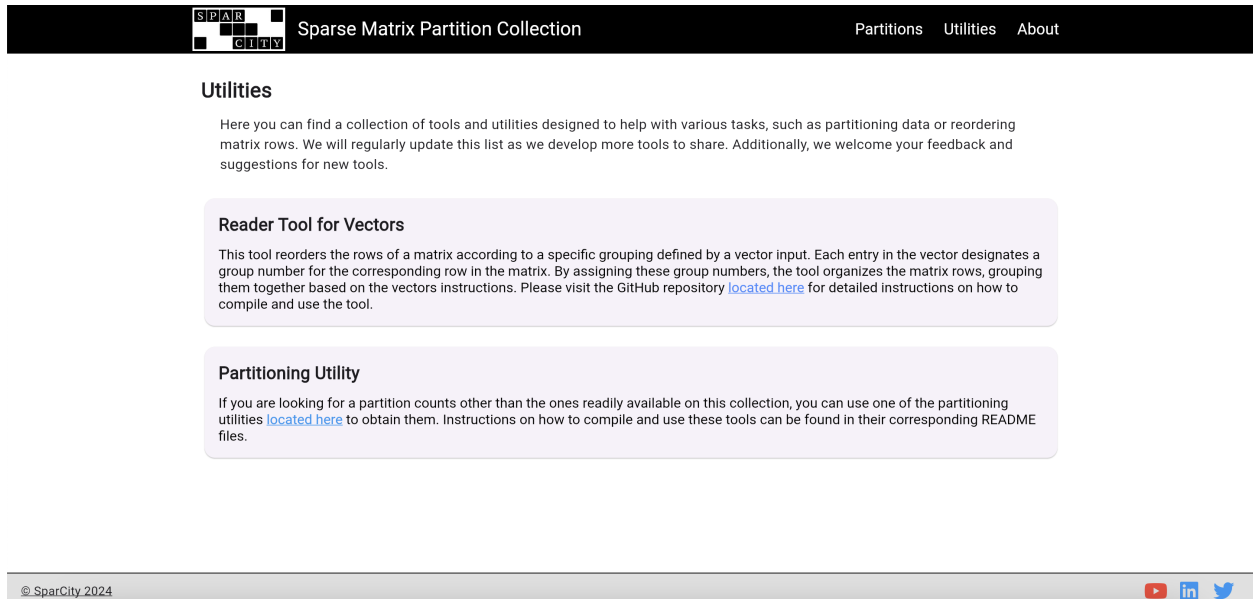 SPAR
CITY
Sparse Matrix Partition Collection
Partitions
Utilities
About
Utilities
Here you can find a collection of tools and utilities designed to help with various tasks, such as partitioning data or reordering
matrix rows. We will regularly update this list as we develop more tools to share. Additionally, we welcome your feedback and
suggestions for new tools.
Reader Tool for Vectors
This tool reorders the rows of a matrix according to a specific grouping defined by a vector input. Each entry in the vector designates a
group number for the corresponding row in the matrix. By assigning these group numbers, the tool organizes the matrix rows, grouping
them together based on the vectors instructions. Please visit the GitHub repository located here for detailed instructions on how to
compile and use the tool.
Partitioning Utility
If you are looking for a partition counts other than the ones readily available on this collection, you can use one of the partitioning
utilities located here to obtain them. Instructions on how to compile and use these tools can be found in their corresponding README
files.
© SparCity 2024
in